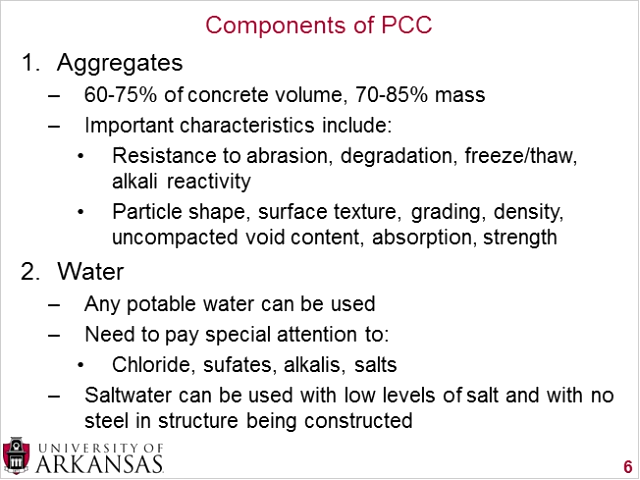 Components of PCC
1. Aggregates
– 60-75% of concrete volume, 70-85% mass
– Important characteristics include:
• Resistance to abrasion, degradation, freeze/thaw,
alkali reactivity
• Particle shape, surface texture, grading, density,
uncompacted void content, absorption, strength
2. Water
– Any potable water can be used
– Need to pay special attention to:
• Chloride, sufates, alkalis, salts
– Saltwater can be used with low levels of salt and with no
steel in structure being constructed
UNIVERSITY OF
ARKANSAS
6